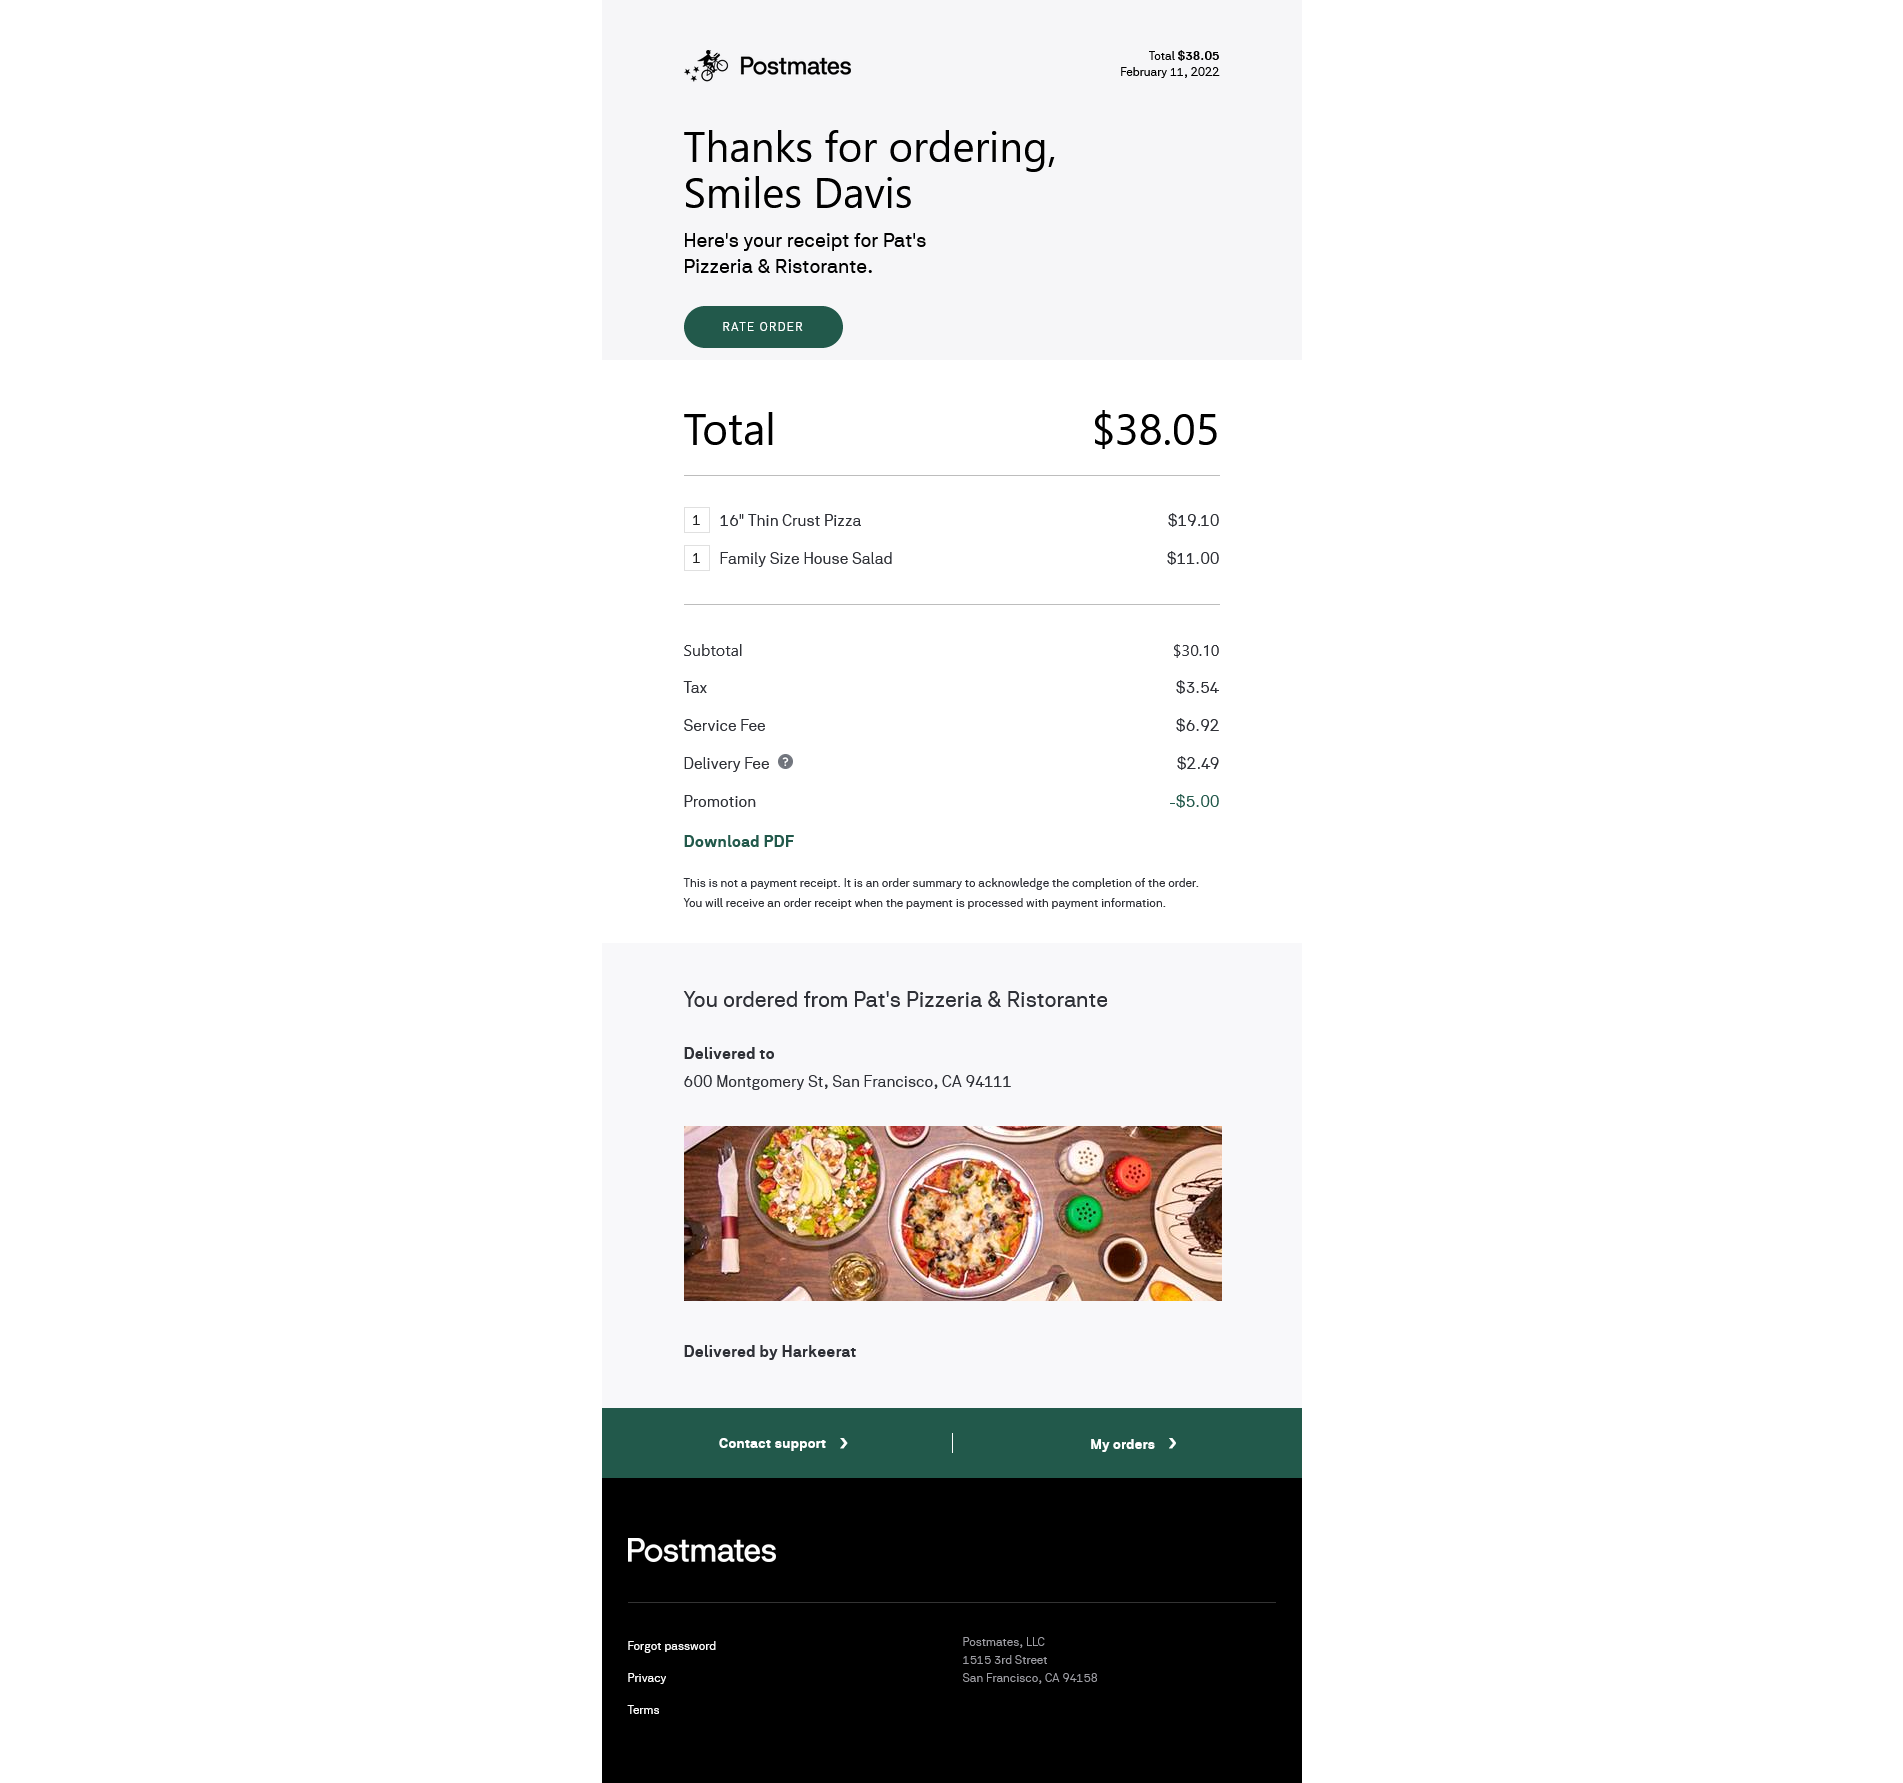 Postmates
Total $38.05
February 11, 2022
Thanks for ordering,
Smiles Davis
Here's your receipt for Pat's
Pizzeria & Ristorante.
RATE ORDER
Total $38.05
1 16" Thin Crust Pizza $19.10
1 Family Size House Salad $11.00
Subtotal $30.10
Tax $3.54
Service Fee $6.92
Delivery Fee ? $2.49
Promotion -$5.00
Download PDF
This is not a payment receipt. It is an order summary to acknowledge the completion of the order.
You will receive an order receipt when the payment is processed with payment information.
You ordered from Pat's Pizzeria & Ristorante
Delivered to
600 Montgomery St, San Francisco, CA 94111
Delivered by Harkeerat
Contact support ❯ | My orders ❯
Postmates
Forgot password
Privacy
Terms
Postmates, LLC
1515 3rd Street
San Francisco, CA 94158